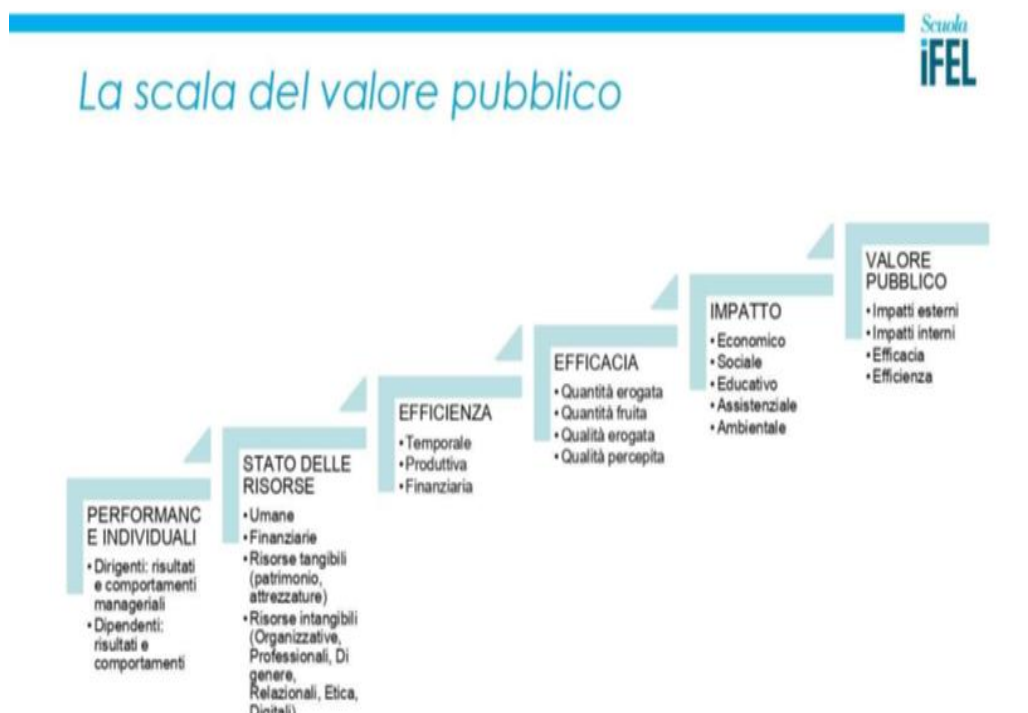 Scuola
iFEL
La scala del valore pubblico
PERFORMANC
E INDIVIDUALI
•Dirigenti: risultati
e comportamenti
manageriali
•Dipendenti:
risultati e
comportamenti
STATO DELLE
RISORSE
•Umane
•Finanziarie
•Risorse tangibili
(patrimonio,
attrezzature)
•Risorse intangibili
(Organizzative,
Professionali, Di
genere,
Relazionali, Etica,
Digitali)
EFFICIENZA
•Temporale
•Produttiva
•Finanziaria
EFFICACIA
•Quantità erogata
•Quantità fruita
•Qualità erogata
•Qualità percepita
IMPATTO
•Economico
•Sociale
•Educativo
•Assistenziale
•Ambientale
VALORE
PUBBLICO
•Impatti esterni
•Impatti interni
•Efficacia
•Efficienza